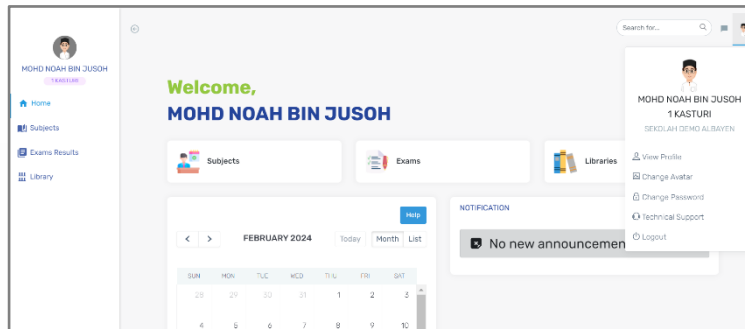 MOHD NOAH BIN JUSOH
1 KASTURI
Home
Subjects
Exams Results
Library
Search for...
Welcome,
MOHD NOAH BIN JUSOH
Subjects
Exams
Libraries
MOHD NOAH BIN JUSOH
1 KASTURI
SEKOLAH DEMO ALBAYEN
View Profile
Change Avatar
Change Password
Technical Support
Logout
Help
FEBRUARY 2024
Today Month List
SUN MON TUE WED THU FRI SAT
28 29 30 31 1 2 3
4 5 6 7 8 9 10
NOTIFICATION
No new announcemen